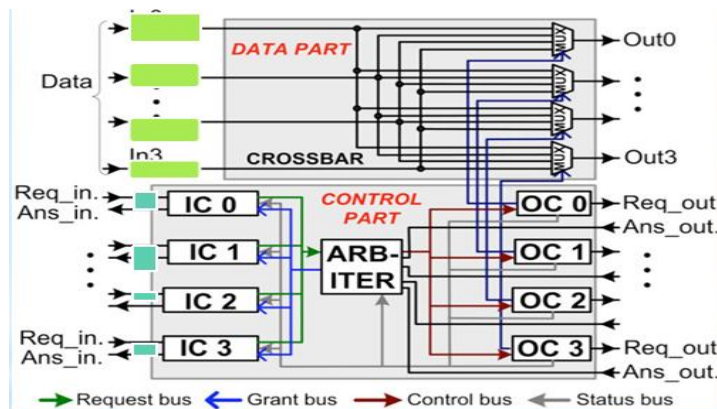 In0
DATA PART
MUX
Out0
Data
MUX
MUX
In3
CROSSBAR
MUX
Out3
Req_in.
Ans_in.
IC 0
CONTROL
PART
OC 0
Req_out
Ans_out.
IC 1
ARB-
ITER
OC 1
IC 2
OC 2
Req_in.
Ans_in.
IC 3
OC 3
Req_out
Ans_out.
Request bus
Grant bus
Control bus
Status bus